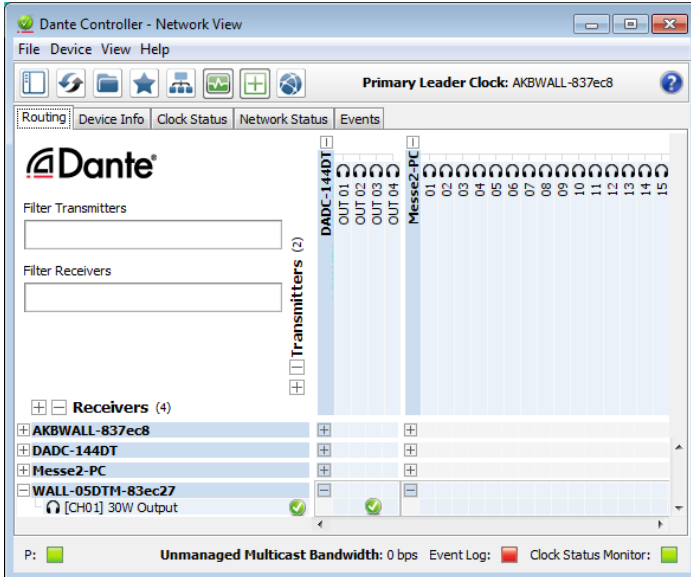 Dante Controller - Network View
File Device View Help
Primary Leader Clock: AKBWALL-837ec8
Routing Device Info Clock Status Network Status Events
Dante®
Filter Transmitters
Filter Receivers
Transmitters (2)
DADC-144DT
OUT 01
OUT 02
OUT 03
OUT 04
Messe2-PC
01
02
03
04
05
06
07
08
09
10
11
12
13
14
15
Receivers (4)
AKBWALL-837ec8
DADC-144DT
Messe2-PC
WALL-05DTM-83ec27
[CH01] 30W Output
P: Unmanaged Multicast Bandwidth: 0 bps Event Log: Clock Status Monitor: